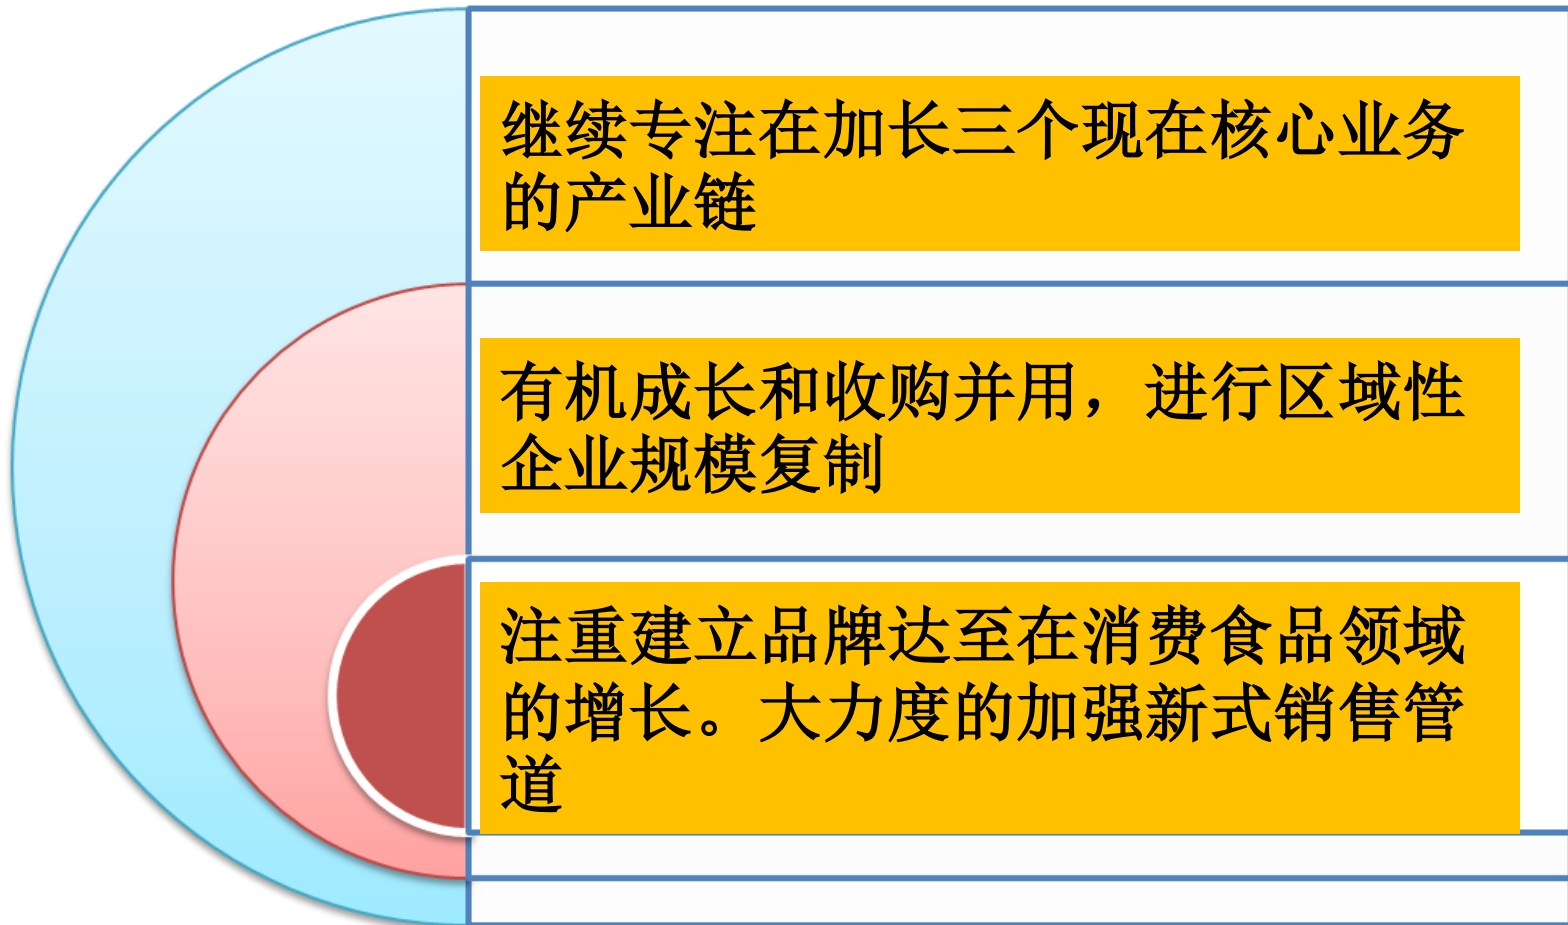 继续专注在加长三个现在核心业务
的产业链
有机成长和收购并用，进行区域性
企业规模复制
注重建立品牌达至在消费食品领域
的增长。大力度的加强新式销售管
道